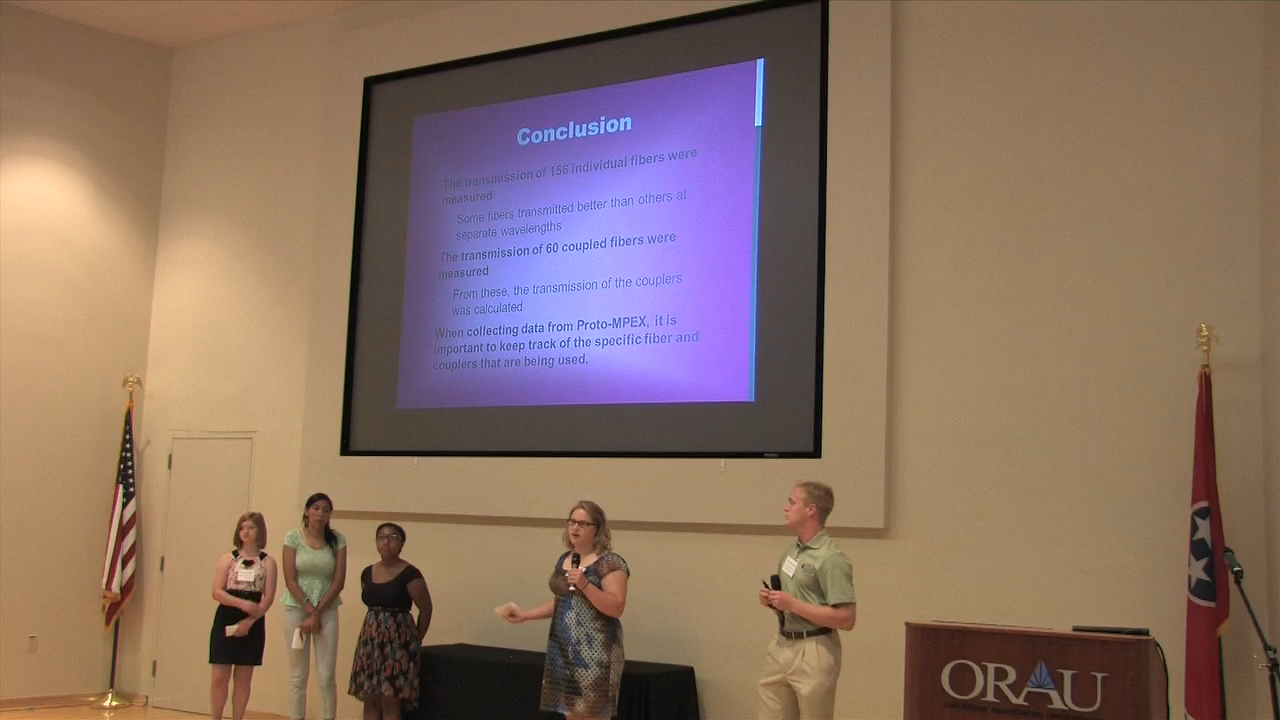 Conclusion
The transmission of 156 individual fibers were
measured
Some fibers transmitted better than others at
separate wavelengths
The transmission of 60 coupled fibers were
measured
From these, the transmission of the couplers
was calculated
When collecting data from Proto-MPEX, it is
important to keep track of the specific fiber and
couplers that are being used.
ORAU